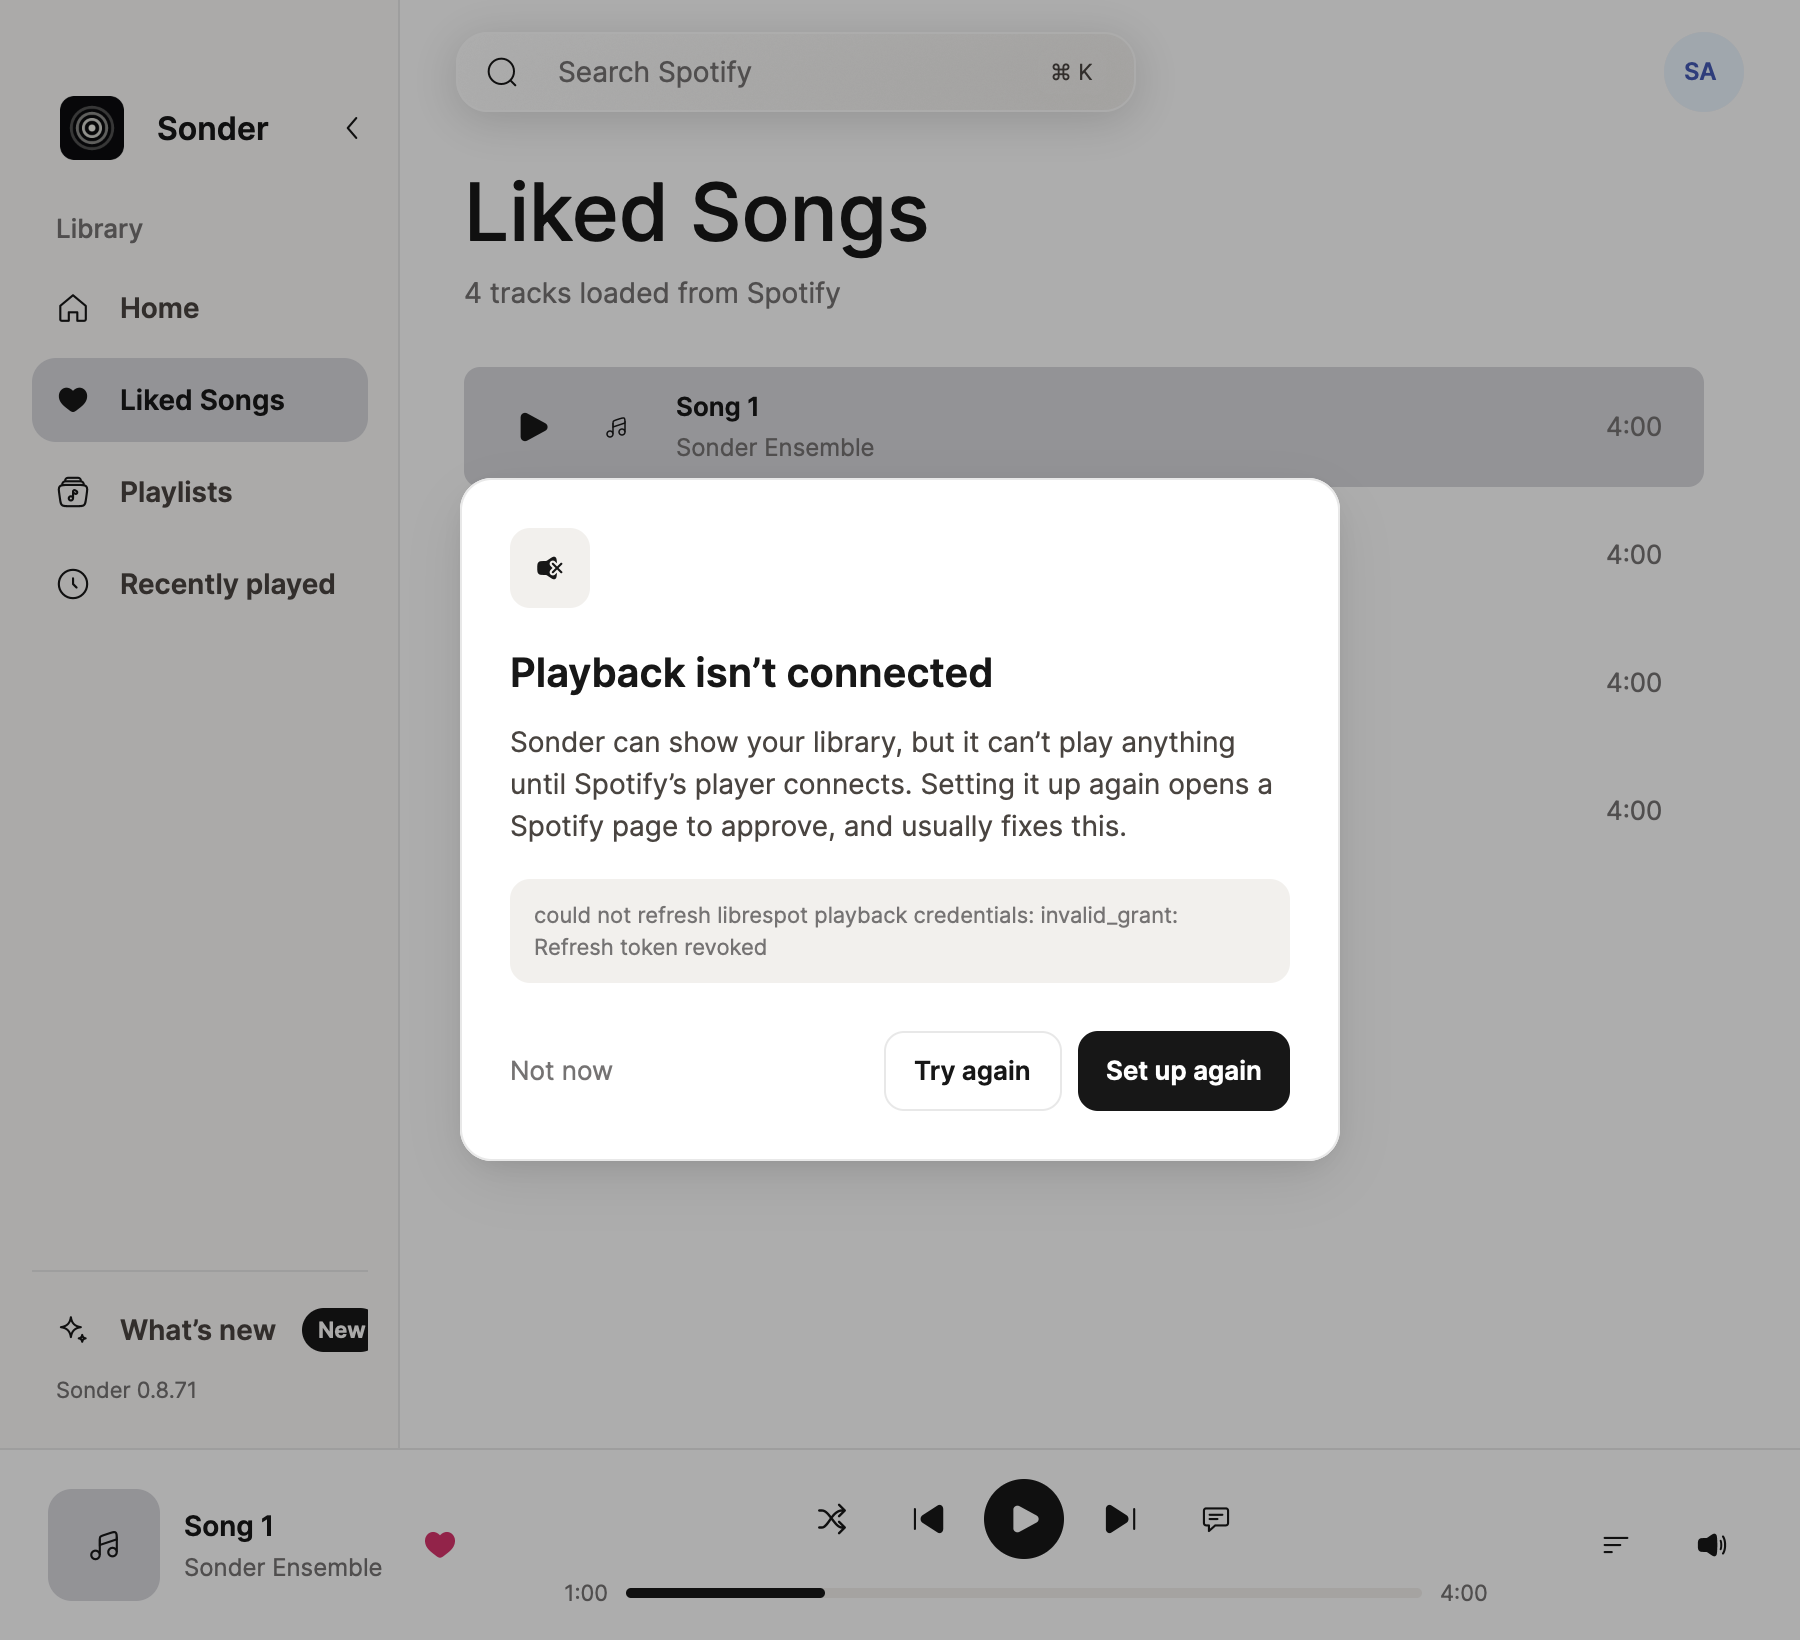 Search Spotify
⌘ K
SA
Sonder
Library
Home
Liked Songs
Playlists
Recently played
What's new
New
Sonder 0.8.71
Liked Songs
4 tracks loaded from Spotify
Song 1
Sonder Ensemble
4:00
4:00
4:00
4:00
Playback isn’t connected
Sonder can show your library, but it can’t play anything
until Spotify’s player connects. Setting it up again opens a
Spotify page to approve, and usually fixes this.
could not refresh librespot playback credentials: invalid_grant:
Refresh token revoked
Not now
Try again
Set up again
Song 1
Sonder Ensemble
1:00
4:00